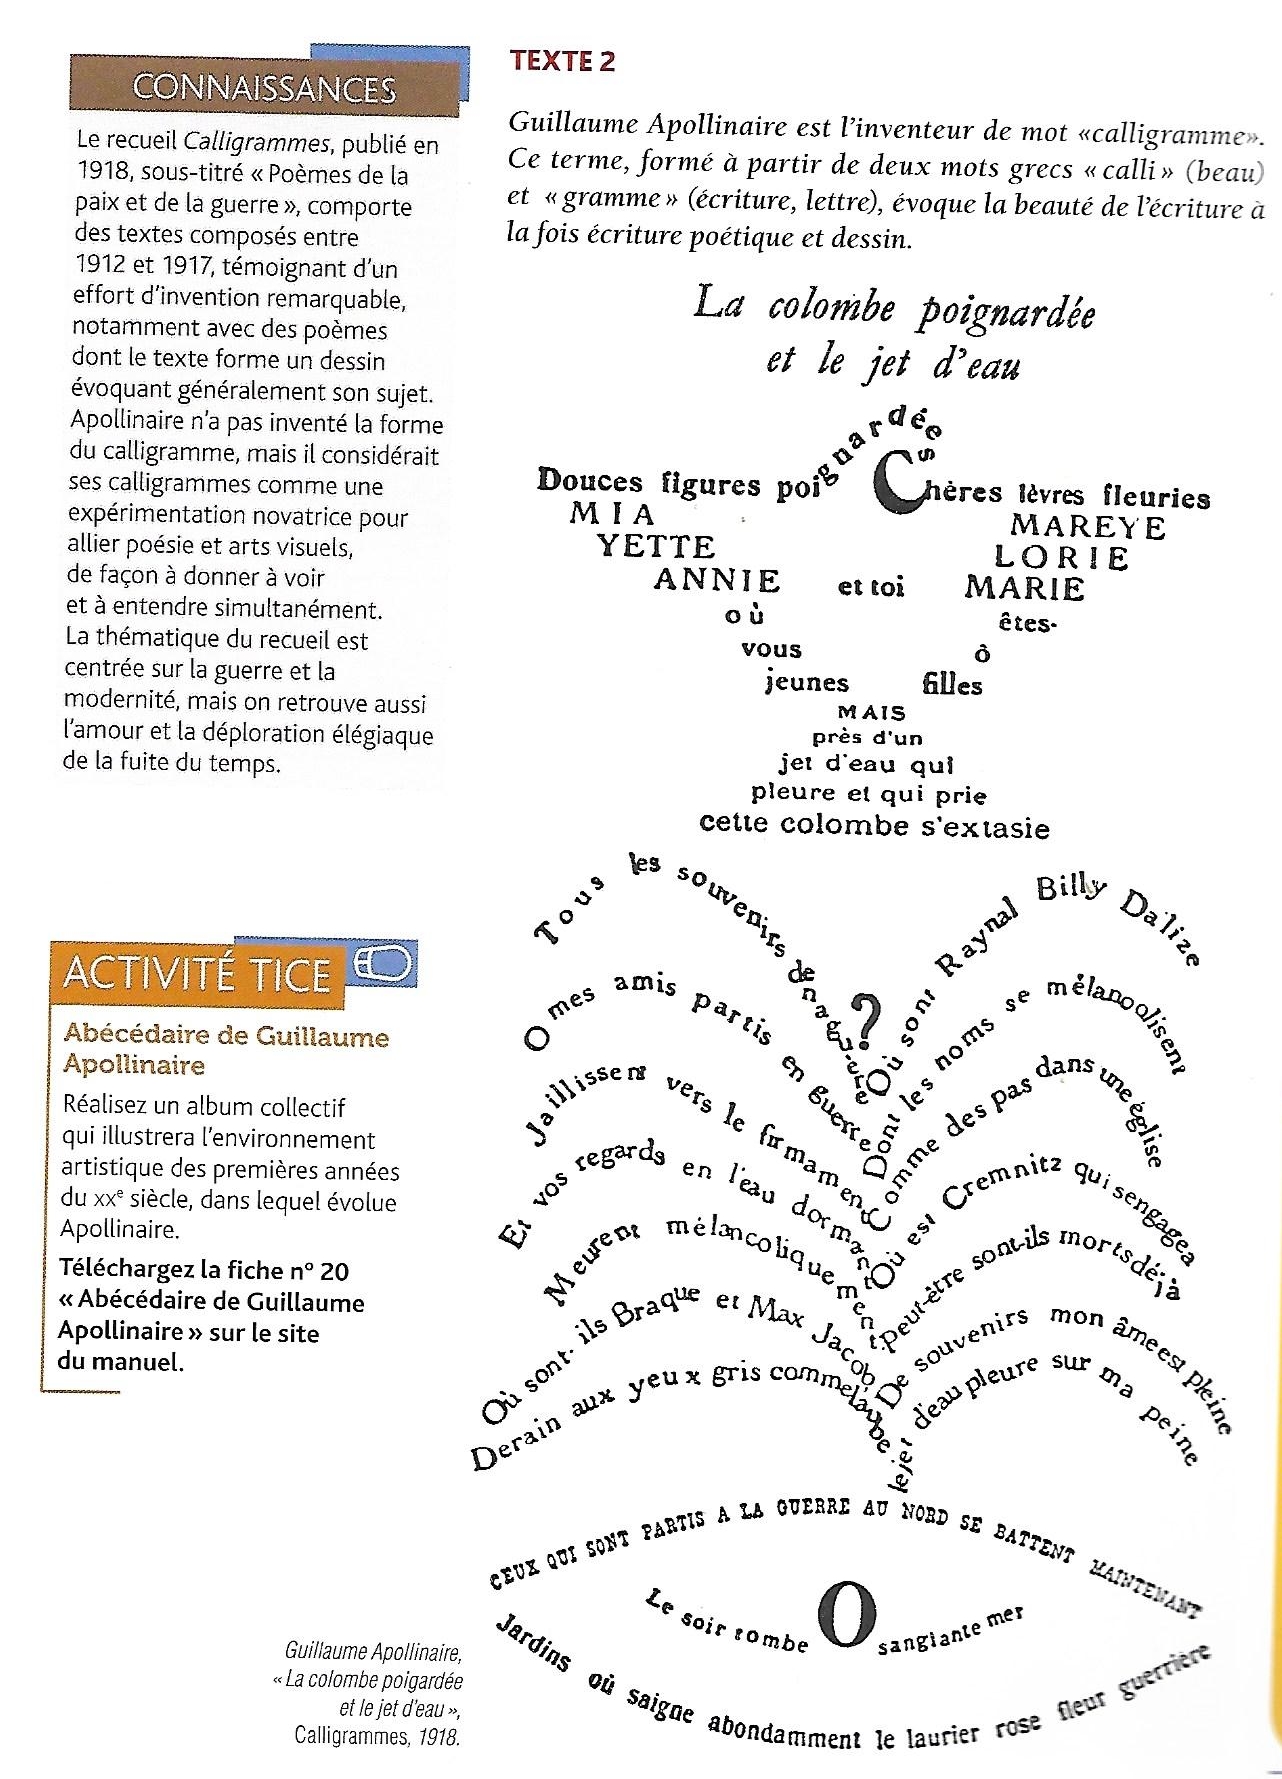 CONNAISSANCES
Le recueil Calligrammes, publié en
1918, sous-titré « Poèmes de la
paix et de la guerre », comporte
des textes composés entre
1912 et 1917, témoignant d'un
effort d'invention remarquable,
notamment avec des poèmes
dont le texte forme un dessin
évoquant généralement son sujet.
Apollinaire n'a pas inventé la forme
du calligramme, mais il considérait
ses calligrammes comme une
expérimentation novatrice pour
allier poésie et arts visuels,
de façon à donner à voir
et à entendre simultanément.
La thématique du recueil est
centrée sur la guerre et la
modernité, mais on retrouve aussi
l'amour et la déploration élégiaque
de la fuite du temps.
ACTIVITÉ TICE
Abécédaire de Guillaume
Apollinaire
Réalisez un album collectif
qui illustrera l'environnement
artistique des premières années
du XXe siècle, dans lequel évolue
Apollinaire.
Téléchargez la fiche nº 20
« Abécédaire de Guillaume
Apollinaire » sur le site
du manuel.
TEXTE 2
Guillaume Apollinaire est l'inventeur de mot «calligramme».
Ce terme, formé à partir de deux mots grecs « calli » (beau)
et « gramme » (écriture, lettre), évoque la beauté de l'écriture à
la fois écriture poétique et dessin.
La colombe poignardée
et le jet d'eau
Douces figures poignardées
Chères lèvres fleuries
MIA MAREYE
YETTE LORIE
ANNIE et toi MARIE
où êtes-
vous ô
jeunes filles
MAIS
près d'un
jet d'eau qui
pleure et qui prie
cette colombe s'extasie
Tous les souvenirs de naguère
O mes amis partis en guerre
Jaillissent vers le firmament
Et vos regards en l'eau dormant
Meurent mélancoliquement
Où sont-ils Braque et Max Jacob
Derain aux yeux gris comme l'aube
?
Où sont Raynal Billy Dalize
Dont les noms se mélancolisent
Comme des pas dans une église
Où est Cremnitz qui s'engagea
Peut-être sont-ils morts déjà
De souvenirs mon âme est pleine
le jet d'eau pleure sur ma peine
CEUX QUI SONT PARTIS A LA GUERRE AU NORD SE BATTENT MAINTENANT
Le soir tombe O sanglante mer
Jardins où saigne abondamment le laurier rose fleur guerrière
Guillaume Apollinaire,
« La colombe poigardée
et le jet d'eau »,
Calligrammes, 1918.